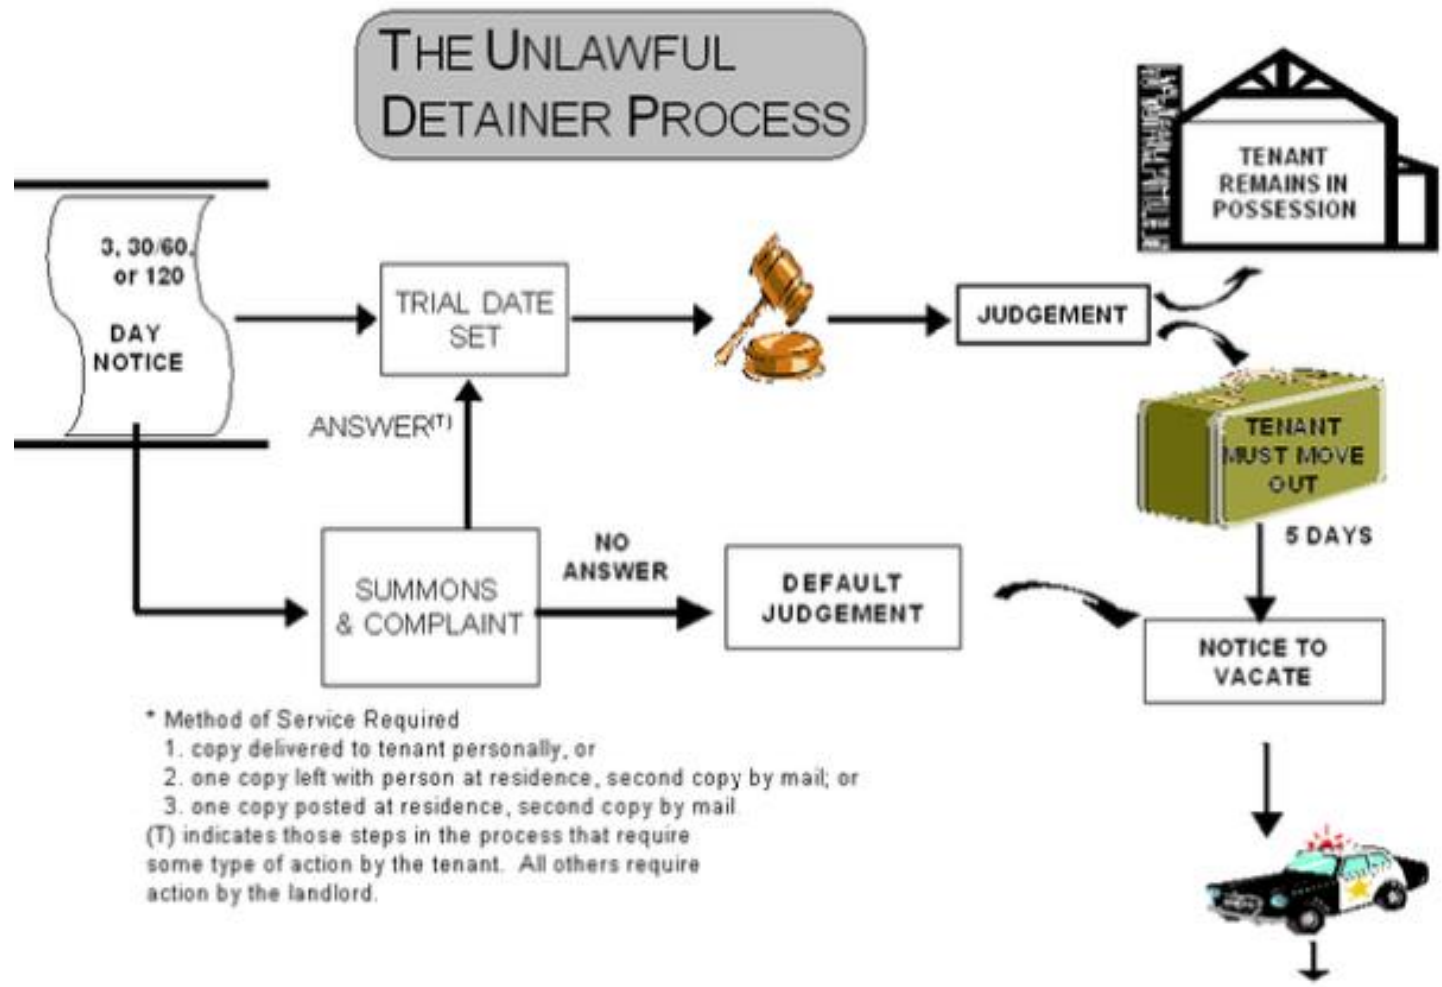 THE UNLAWFUL
DETAINER PROCESS
3, 30/60,
or 120
DAY
NOTICE
TRIAL DATE
SET
JUDGEMENT
TENANT
REMAINS IN
POSSESSION
TENANT
MUST MOVE
OUT
5 DAYS
ANSWER(T)
SUMMONS
& COMPLAINT
NO
ANSWER
DEFAULT
JUDGEMENT
NOTICE TO
VACATE
* Method of Service Required
1. copy delivered to tenant personally, or
2. one copy left with person at residence, second copy by mail; or
3. one copy posted at residence, second copy by mail
(T) indicates those steps in the process that require
some type of action by the tenant. All others require
action by the landlord.